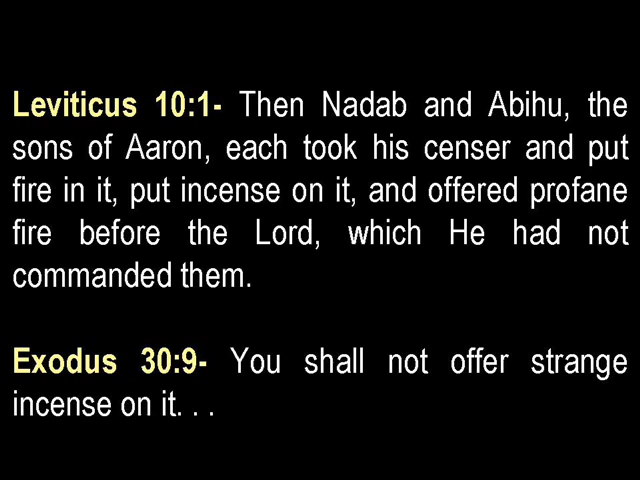 Leviticus 10:1- Then Nadab and Abihu, the
sons of Aaron, each took his censer and put
fire in it, put incense on it, and offered profane
fire before the Lord, which He had not
commanded them.
Exodus 30:9- You shall not offer strange
incense on it. . .